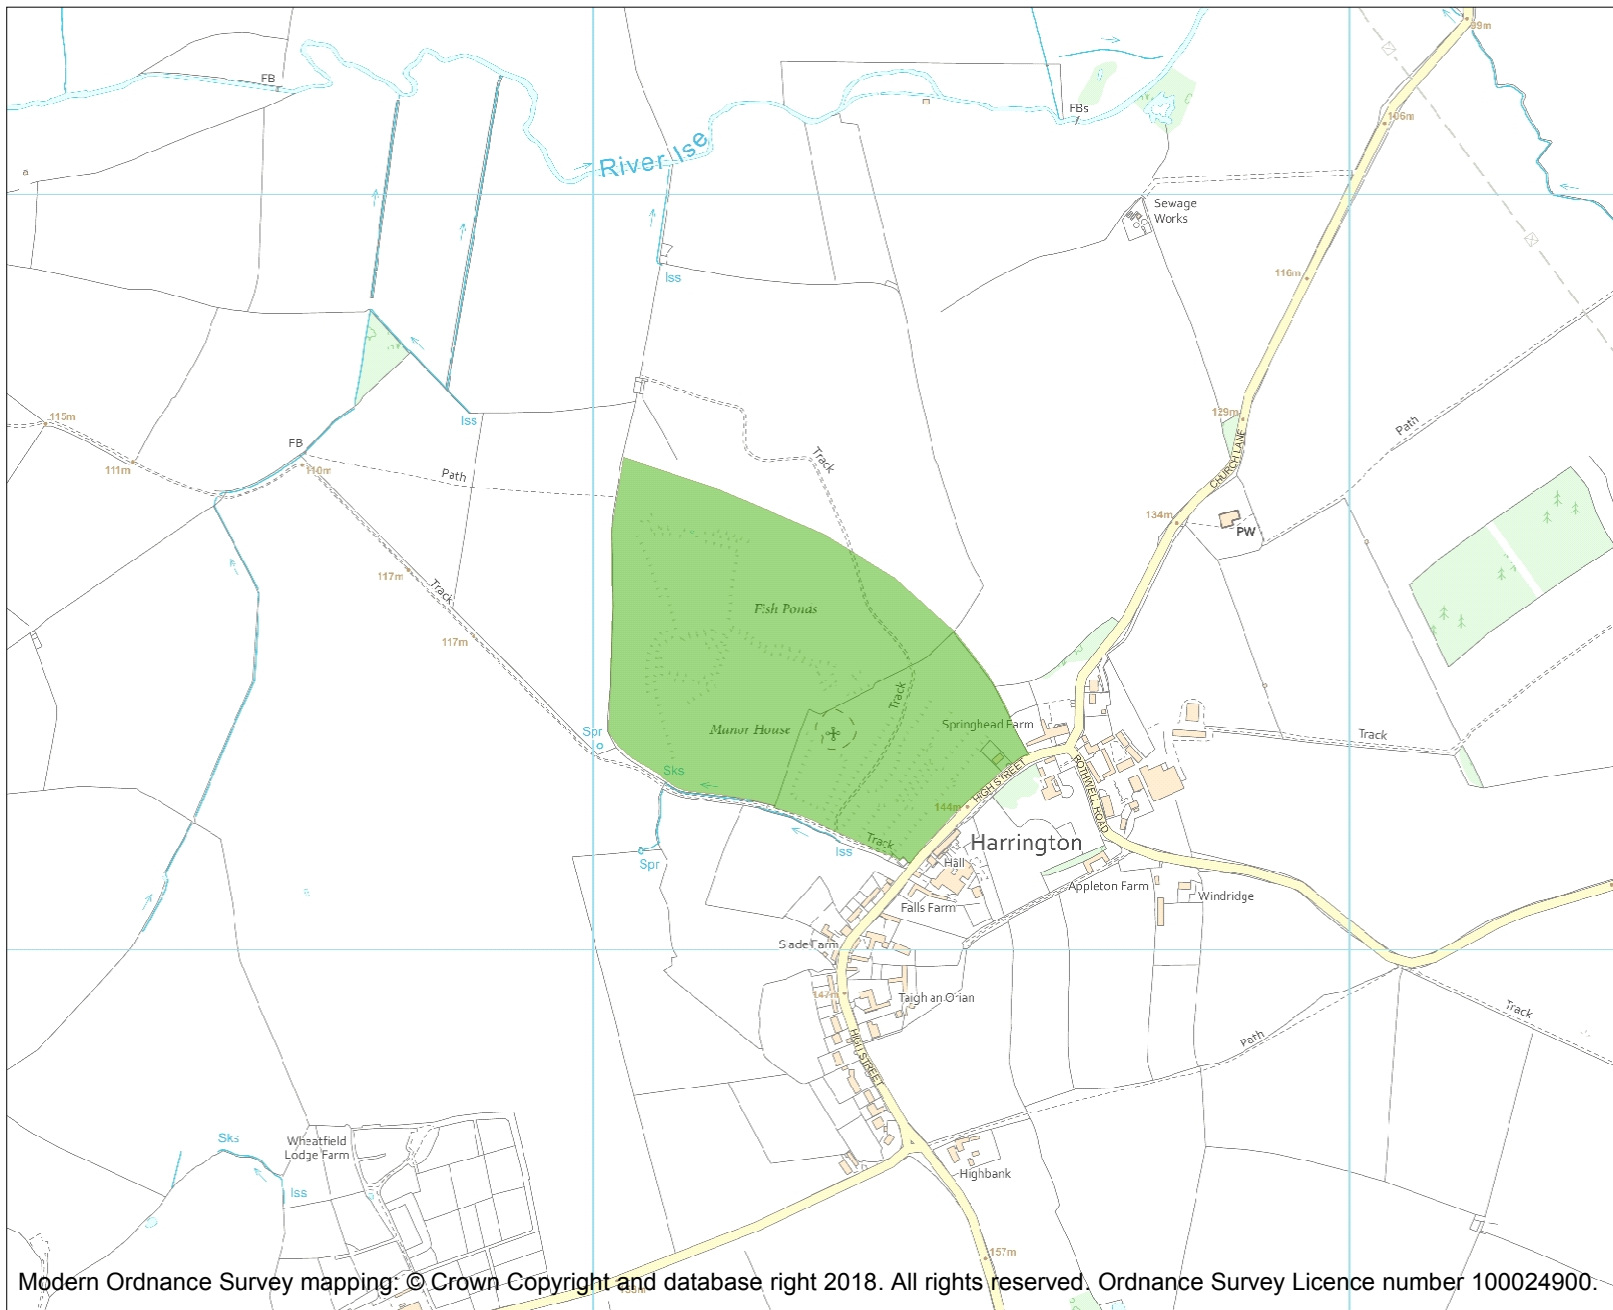 99m
FB
FBs
106m
River Ise
a
Sewage
Works
116m
Iss
115m
129m
Iss
Path
CHURCH LANE
FB
111m
110m
Path
Track
134m
PW
117m
Track
Fish Ponds
117m
Track
Manor House
Springhead Farm
Spr
Track
Sks
HIGH STREET
ROTHWELL ROAD
144m
Track
Harrington
Iss
Spr
Hall
Appleton Farm
Windridge
Falls Farm
Slade Farm
147m
Taigh an Oran
Track
Path
HIGH STREET
Sks
Wheatfield
Lodge Farm
Highbank
Iss
157m
Modern Ordnance Survey mapping: © Crown Copyright and database right 2018. All rights reserved. Ordnance Survey Licence number 100024900.